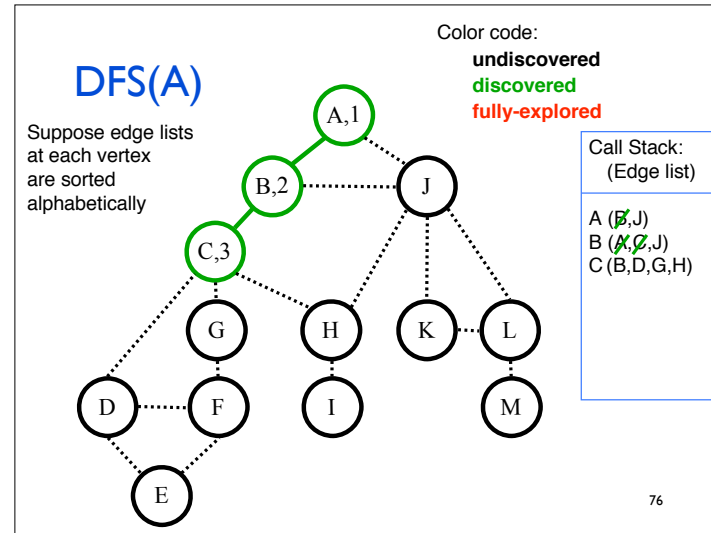 DFS(A)
Suppose edge lists
at each vertex
are sorted
alphabetically
Color code:
undiscovered
discovered
fully-explored
A,1
B,2
J
C,3
G
H
K
L
D
F
I
M
E
Call Stack:
(Edge list)
A (B,J)
B (A,C,J)
C (B,D,G,H)
76